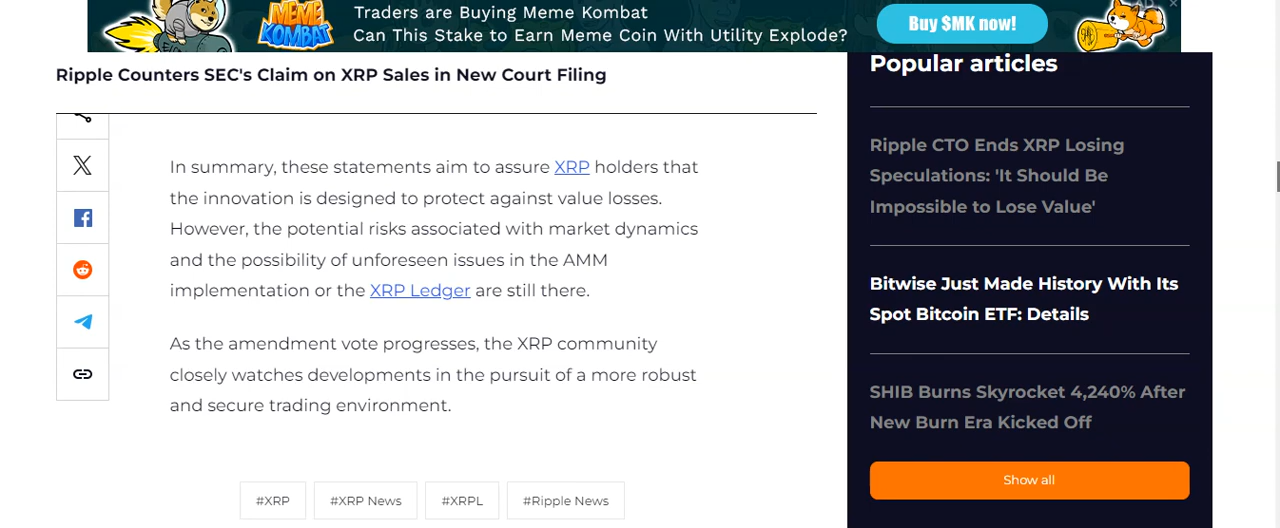 MEME
KOMBAT
Traders are Buying Meme Kombat
Can This Stake to Earn Meme Coin With Utility Explode?
Buy $MK now!
Ripple Counters SEC's Claim on XRP Sales in New Court Filing
In summary, these statements aim to assure XRP holders that
the innovation is designed to protect against value losses.
However, the potential risks associated with market dynamics
and the possibility of unforeseen issues in the AMM
implementation or the XRP Ledger are still there.
As the amendment vote progresses, the XRP community
closely watches developments in the pursuit of a more robust
and secure trading environment.
#XRP
#XRP News
#XRPL
#Ripple News
Popular articles
Ripple CTO Ends XRP Losing
Speculations: 'It Should Be
Impossible to Lose Value'
Bitwise Just Made History With Its
Spot Bitcoin ETF: Details
SHIB Burns Skyrocket 4,240% After
New Burn Era Kicked Off
Show all